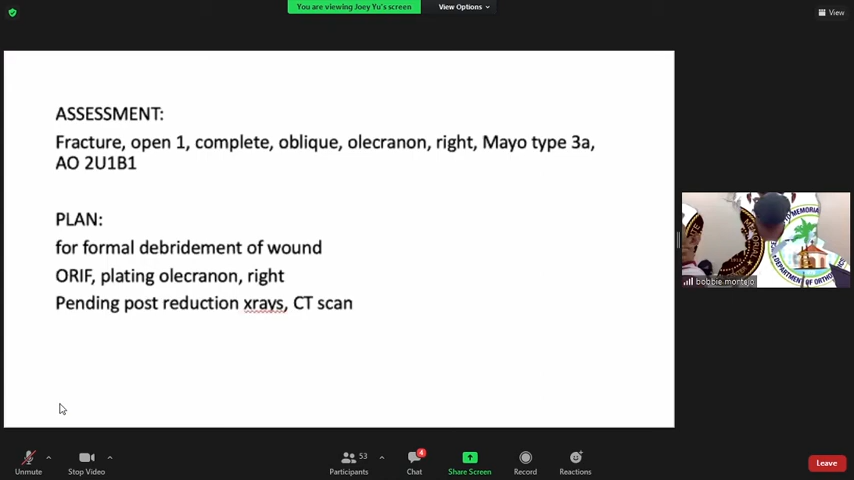 You are viewing Joey Yu's screen
View Options
View
ASSESSMENT:
Fracture, open 1, complete, oblique, olecranon, right, Mayo type 3a,
AO 2U1B1
PLAN:
for formal debridement of wound
ORIF, plating olecranon, right
Pending post reduction xrays, CT scan
bobbie montejo
Unmute
Stop Video
53
Participants
4
Chat
Share Screen
Record
Reactions
Leave